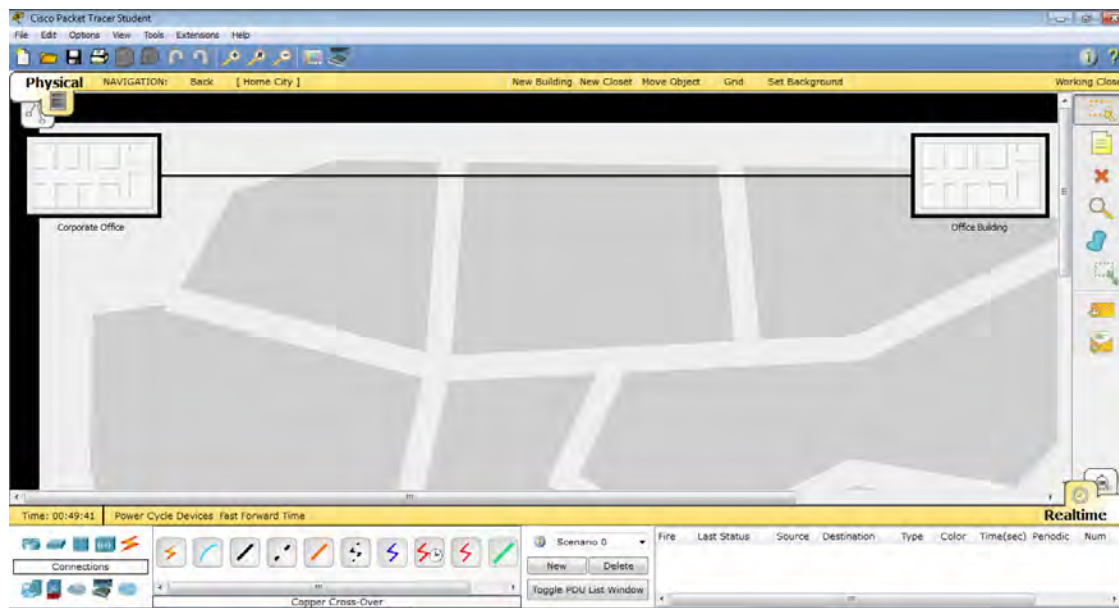 Cisco Packet Tracer Student
File Edit Options View Tools Extensions Help
Physical NAVIGATION: Back [ Home City ] New Building New Closet Move Object Grid Set Background Working Close
Corporate Office Office Building
Time: 00:49:41 Power Cycle Devices Fast Forward Time Realtime
Scenario 0 Fire Last Status Source Destination Type Color Time(sec) Periodic Num
Connections New Delete
Toggle PDU List Window
Copper Cross-Over